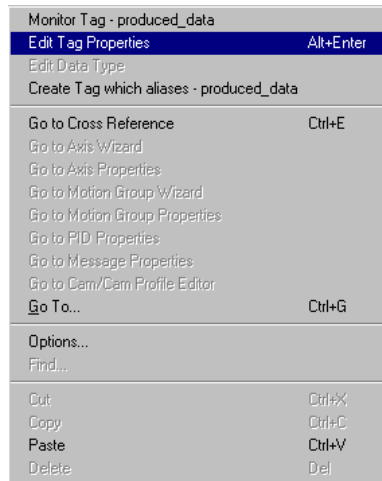 Monitor Tag - produced_data
Edit Tag Properties Alt+Enter
Edit Data Type
Create Tag which aliases - produced_data
Go to Cross Reference Ctrl+E
Go to Axis Wizard
Go to Axis Properties
Go to Motion Group Wizard
Go to Motion Group Properties
Go to PID Properties
Go to Message Properties
Go to Cam/Cam Profile Editor
Go To... Ctrl+G
Options...
Find...
Cut Ctrl+X
Copy Ctrl+C
Paste Ctrl+V
Delete Del